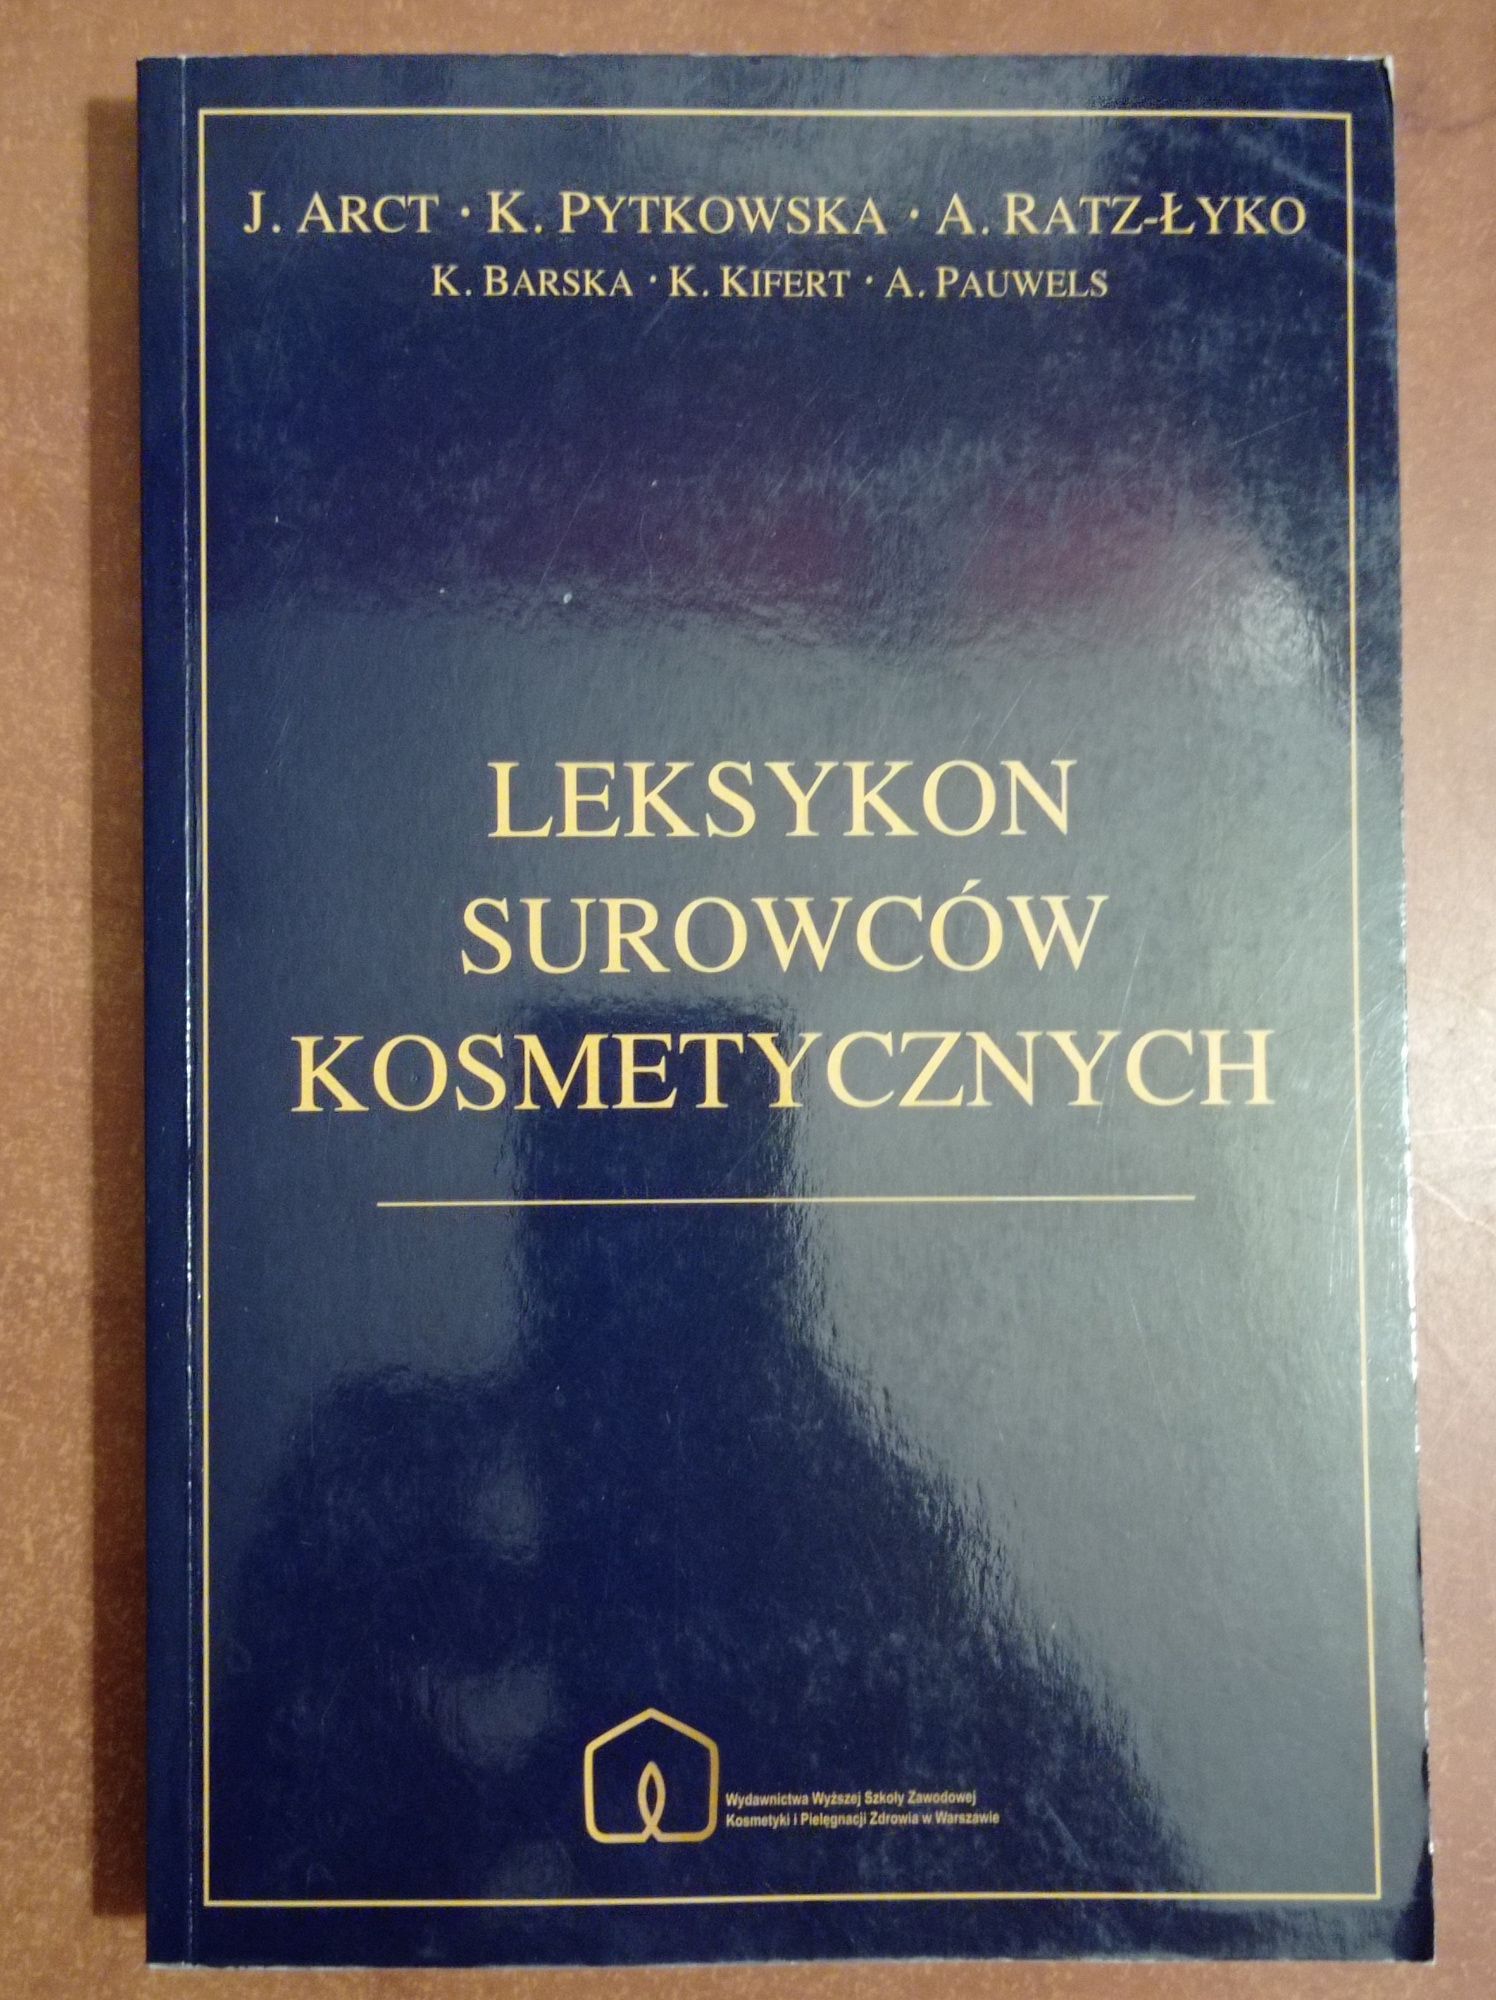 J. ARCT · K. PYTKOWSKA · A. RATZ-ŁYKO
K. BARSKA · K. KIFERT · A. PAUWELS
LEKSYKON
SUROWCÓW
KOSMETYCZNYCH
Wydawnictwa Wyższej Szkoły Zawodowej
Kosmetyki i Pielęgnacji Zdrowia w Warszawie